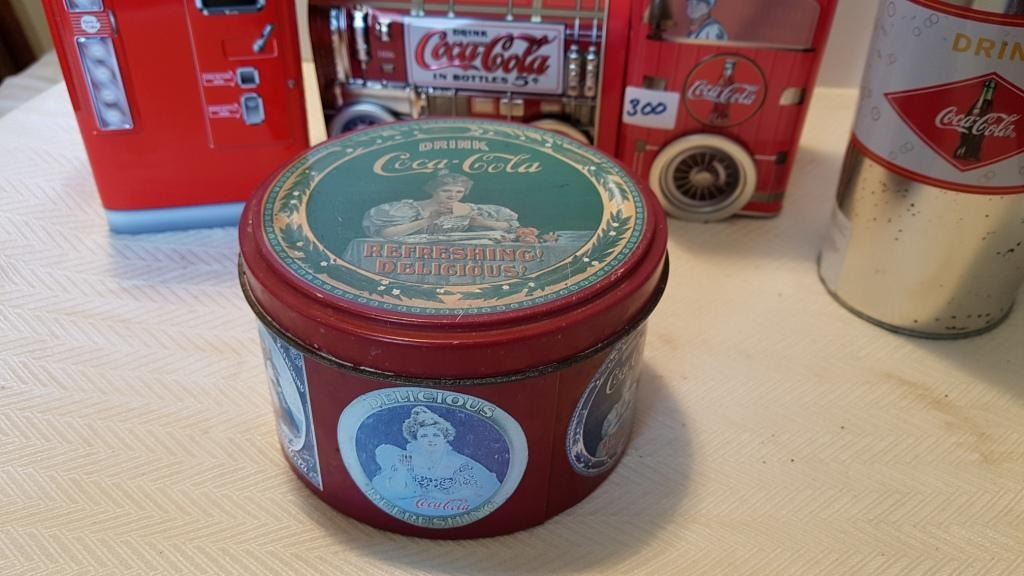 DRINK
Coca-Cola
IN BOTTLES 5¢
300
Coca-Cola
DRIN
Coca-Cola
DRINK
Coca-Cola
REFRESHING!
DELICIOUS!
DELICIOUS
Coca-Cola
REFRESHING
Coca